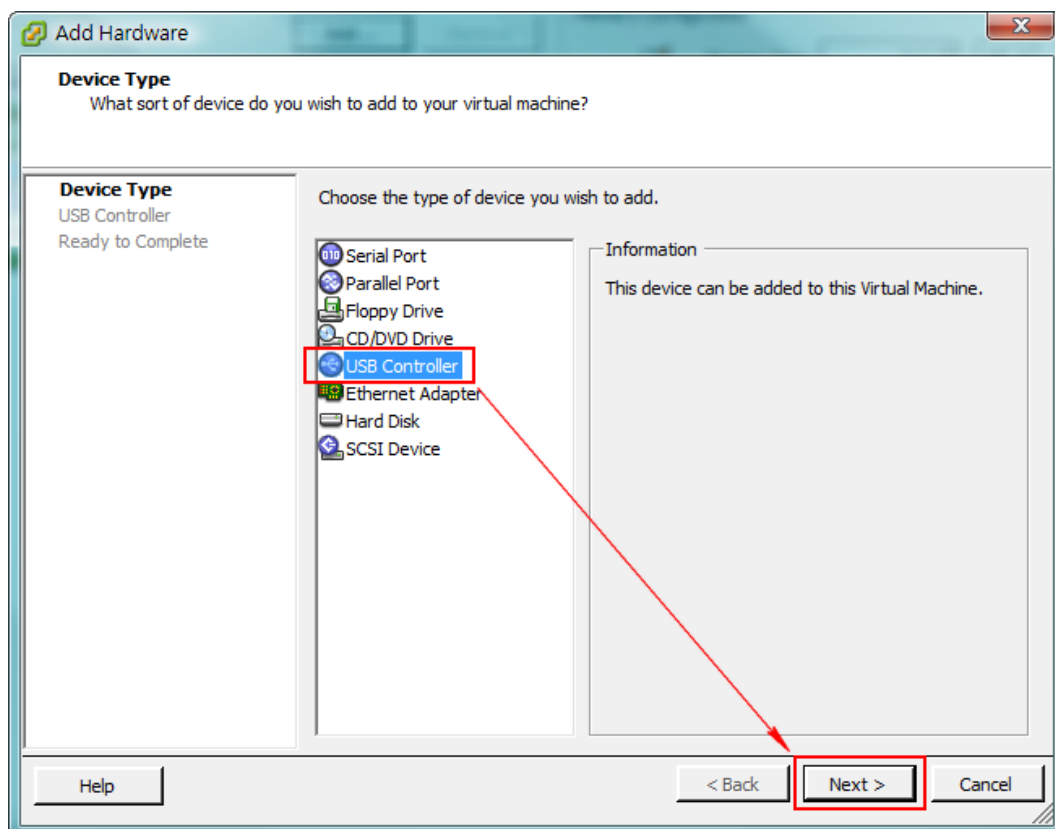 Add Hardware
Device Type
What sort of device do you wish to add to your virtual machine?
Device Type
USB Controller
Ready to Complete
Choose the type of device you wish to add.
Serial Port
Parallel Port
Floppy Drive
CD/DVD Drive
USB Controller
Ethernet Adapter
Hard Disk
SCSI Device
Information
This device can be added to this Virtual Machine.
Help
< Back
Next >
Cancel